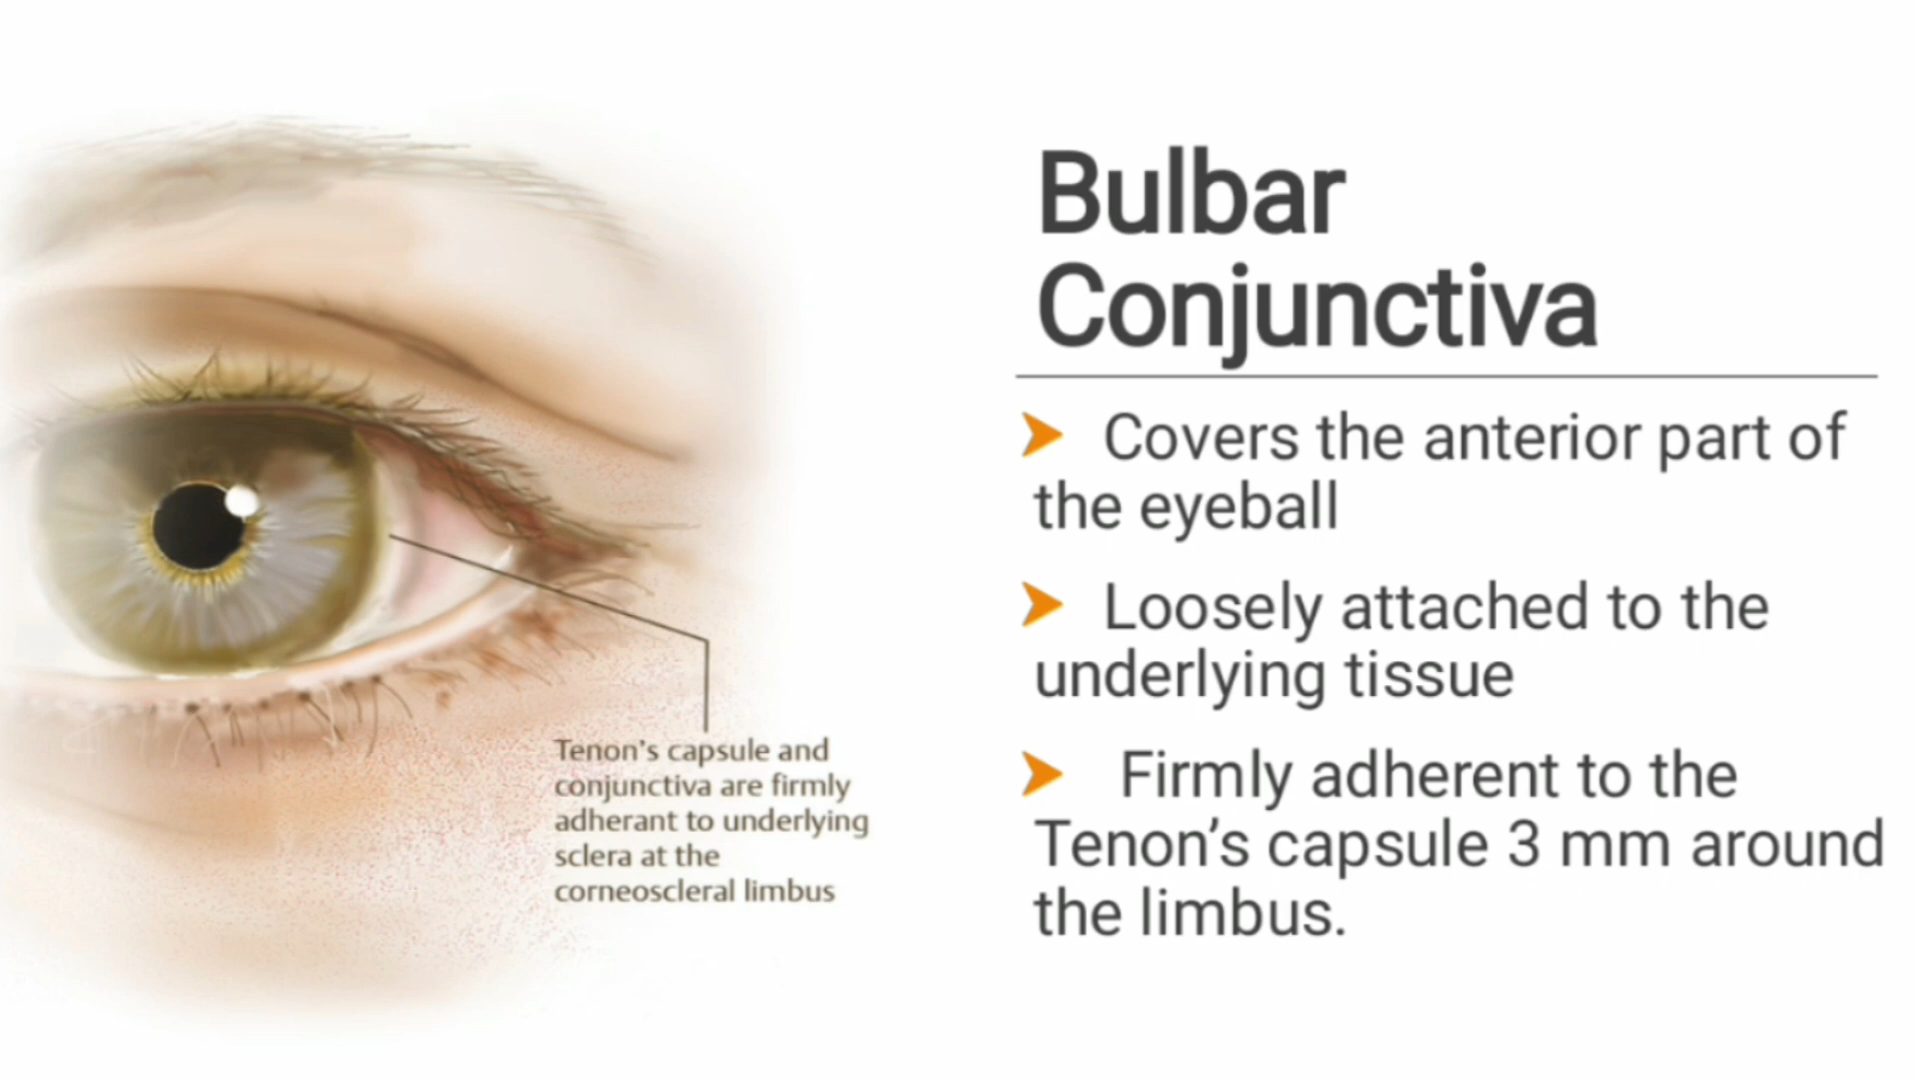 Bulbar
Conjunctiva
Covers the anterior part of
the eyeball
Loosely attached to the
underlying tissue
Firmly adherent to the
Tenon’s capsule 3 mm around
the limbus.
Tenon's capsule and
conjunctiva are firmly
adherant to underlying
sclera at the
corneoscleral limbus